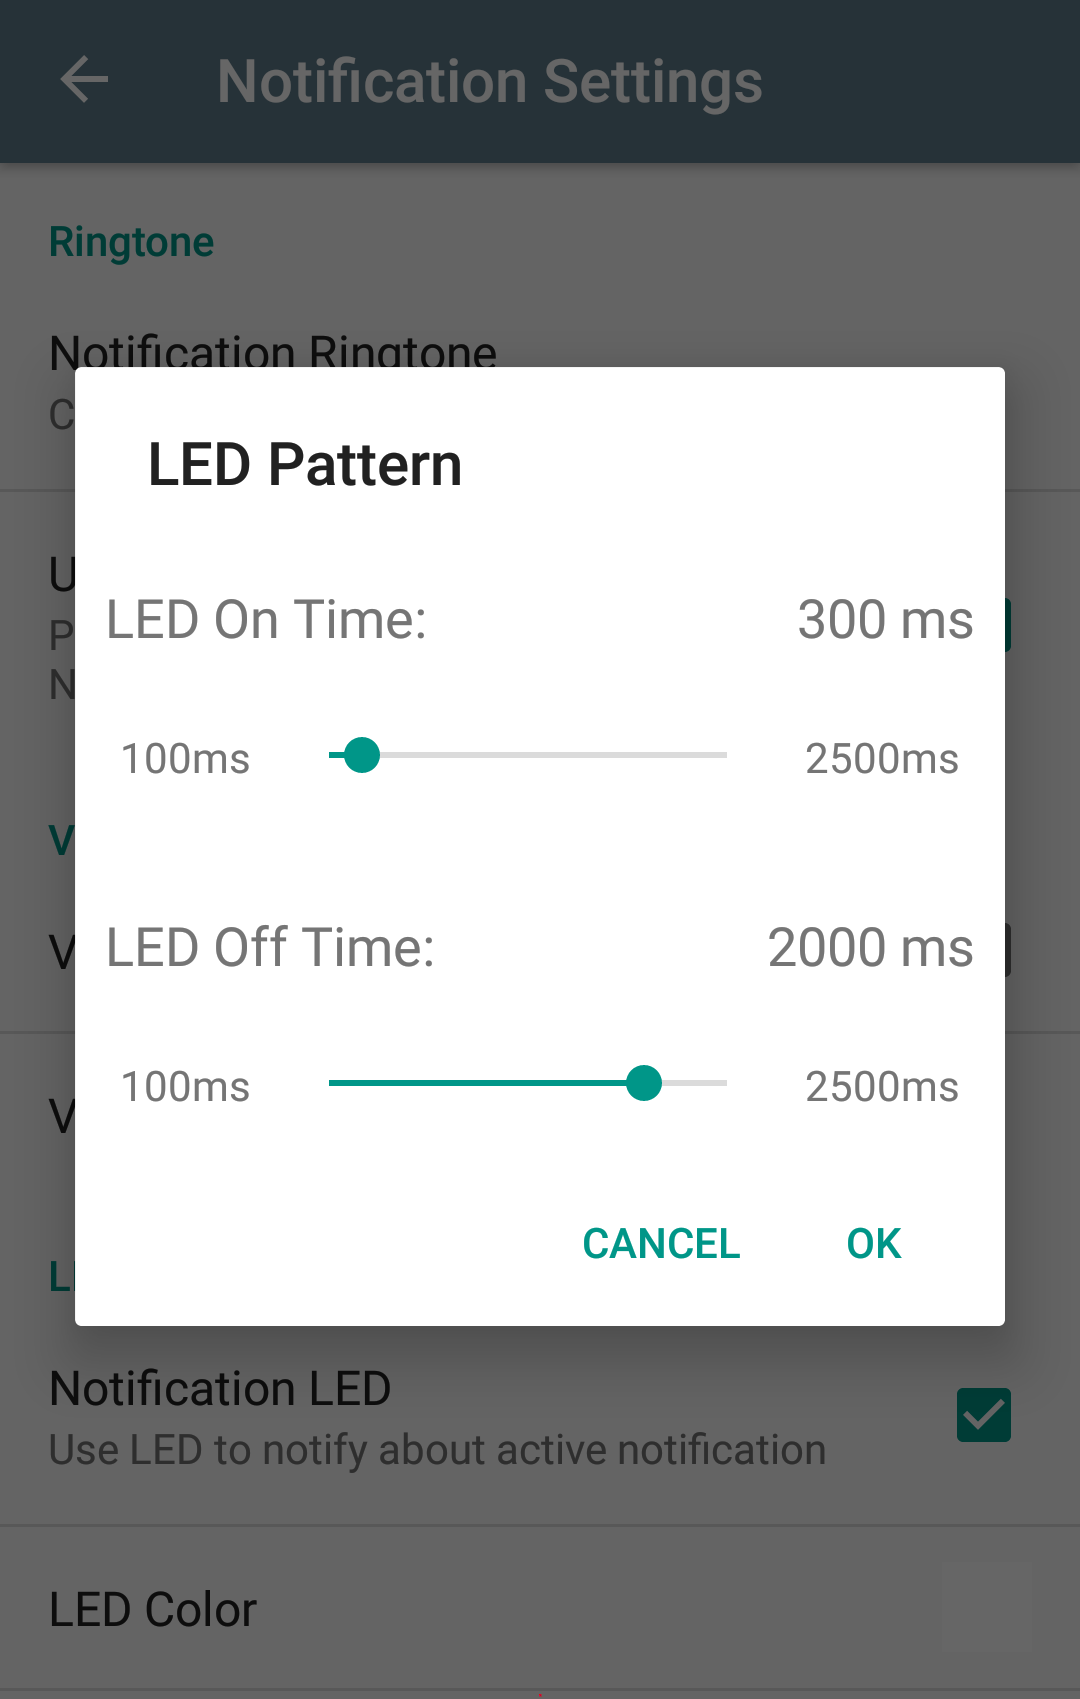 Notification Settings
Ringtone
Notification Ringtone
LED Pattern
LED On Time: 300 ms
100ms 2500ms
LED Off Time: 2000 ms
100ms 2500ms
CANCEL OK
Notification LED
Use LED to notify about active notification
LED Color